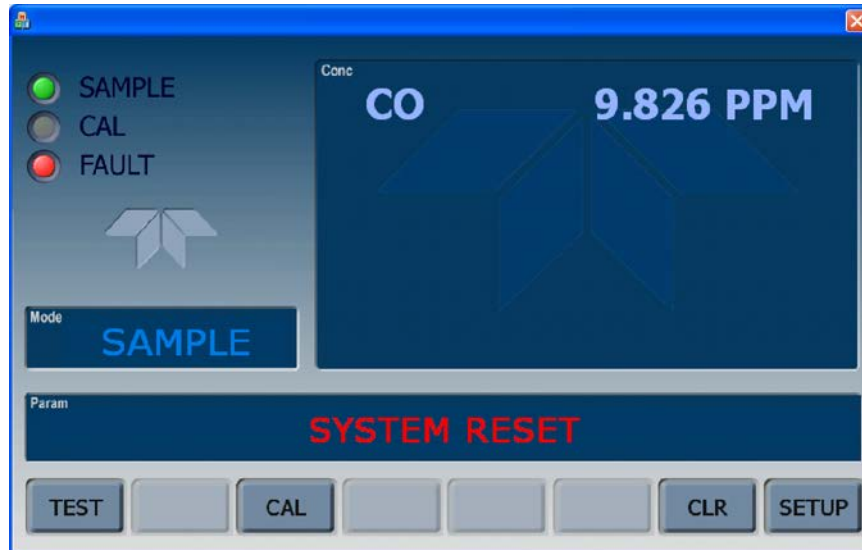 SAMPLE
CAL
FAULT
Conc
CO 9.826 PPM
Mode
SAMPLE
Param
SYSTEM RESET
TEST CAL CLR SETUP